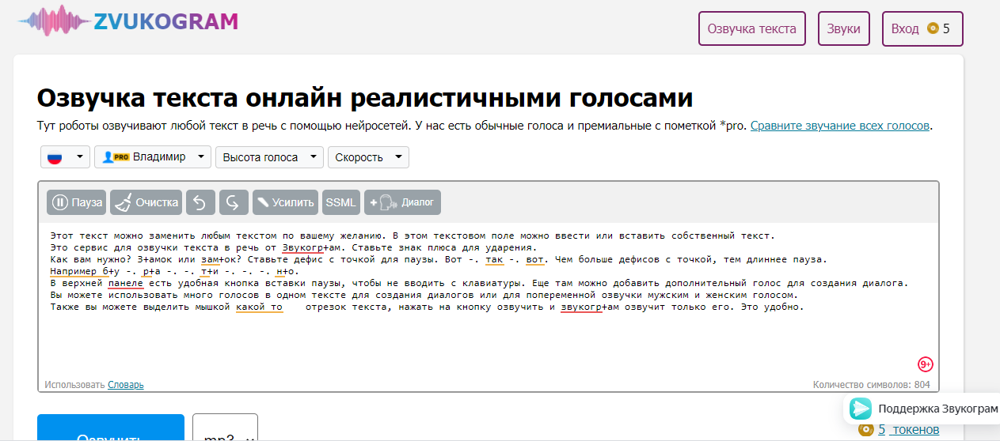 ZVUKOGRAM
Озвучка текста
Звуки
Вход 5
Озвучка текста онлайн реалистичными голосами
Тут роботы озвучивают любой текст в речь с помощью нейросетей. У нас есть обычные голоса и премиальные с пометкой *pro. Сравните звучание всех голосов.
PRO Владимир
Высота голоса
Скорость
Пауза
Очистка
Усилить
SSML
+ Диалог
Этот текст можно заменить любым текстом по вашему желанию. В этом текстовом поле можно ввести или вставить собственный текст.
Это сервис для озвучки текста в речь от Звукогр+ам. Ставьте знак плюса для ударения.
Как вам нужно? З+амок или зам+ок? Ставьте дефис с точкой для паузы. Вот -. так -. вот. Чем больше дефисов с точкой, тем длиннее пауза.
Например б+у -. р+а -. -. т+и -. -. -. н+о.
В верхней панеле есть удобная кнопка вставки паузы, чтобы не вводить с клавиатуры. Еще там можно добавить дополнительный голос для создания диалога.
Вы можете использовать много голосов в одном тексте для создания диалогов или для попеременной озвучки мужским и женским голосом.
Также вы можете выделить мышкой какой то отрезок текста, нажать на кнопку озвучить и звукогр+ам озвучит только его. Это удобно.
9+
Использовать Словарь
Количество символов: 804
Поддержка Звукограм
Озвучить
mp3
5 токенов